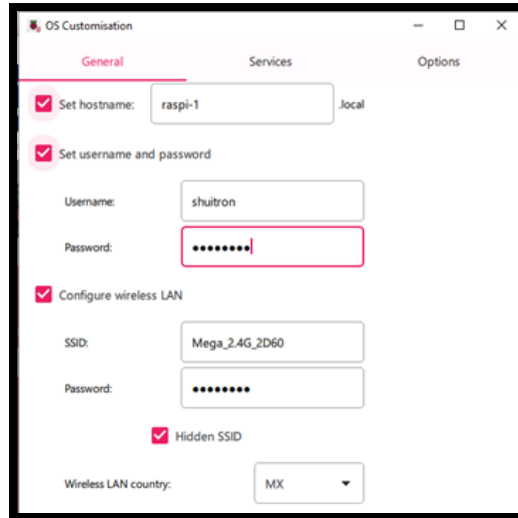 OS Customisation
General Services Options
Set hostname: raspi-1 .local
Set username and password
Username: shuitron
Password: ••••••••
Configure wireless LAN
SSID: Mega_2.4G_2D60
Password: ••••••••
Hidden SSID
Wireless LAN country: MX